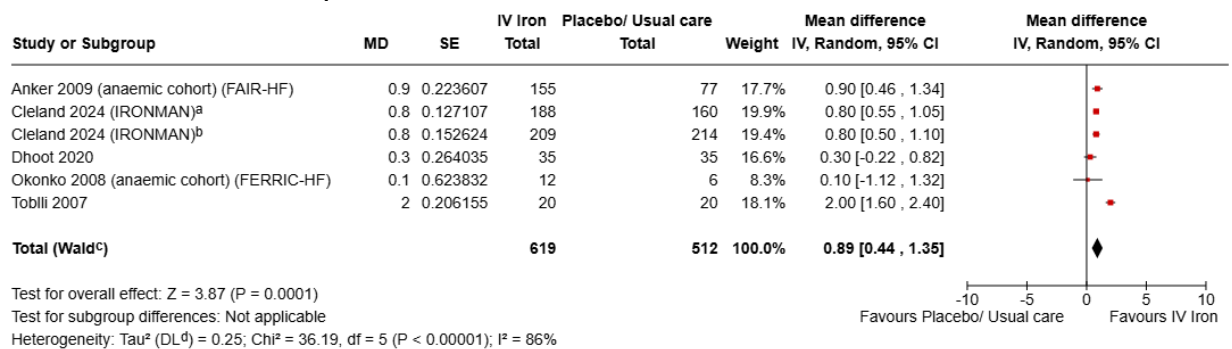 IV Iron Placebo/ Usual care Mean difference Mean difference
Study or Subgroup MD SE Total Total Weight IV, Random, 95% CI IV, Random, 95% CI
Anker 2009 (anaemic cohort) (FAIR-HF) 0.9 0.223607 155 77 17.7% 0.90 [0.46 , 1.34]
Cleland 2024 (IRONMAN)ᵃ 0.8 0.127107 188 160 19.9% 0.80 [0.55 , 1.05]
Cleland 2024 (IRONMAN)ᵇ 0.8 0.152624 209 214 19.4% 0.80 [0.50 , 1.10]
Dhoot 2020 0.3 0.264035 35 35 16.6% 0.30 [-0.22 , 0.82]
Okonko 2008 (anaemic cohort) (FERRIC-HF) 0.1 0.623832 12 6 8.3% 0.10 [-1.12 , 1.32]
Toblli 2007 2 0.206155 20 20 18.1% 2.00 [1.60 , 2.40]
Total (Waldᶜ) 619 512 100.0% 0.89 [0.44 , 1.35]
Test for overall effect: Z = 3.87 (P = 0.0001)
-10 -5 0 5 10
Test for subgroup differences: Not applicable
Favours Placebo/ Usual care Favours IV Iron
Heterogeneity: Tau² (DLᵈ) = 0.25; Chi² = 36.19, df = 5 (P < 0.00001); I² = 86%